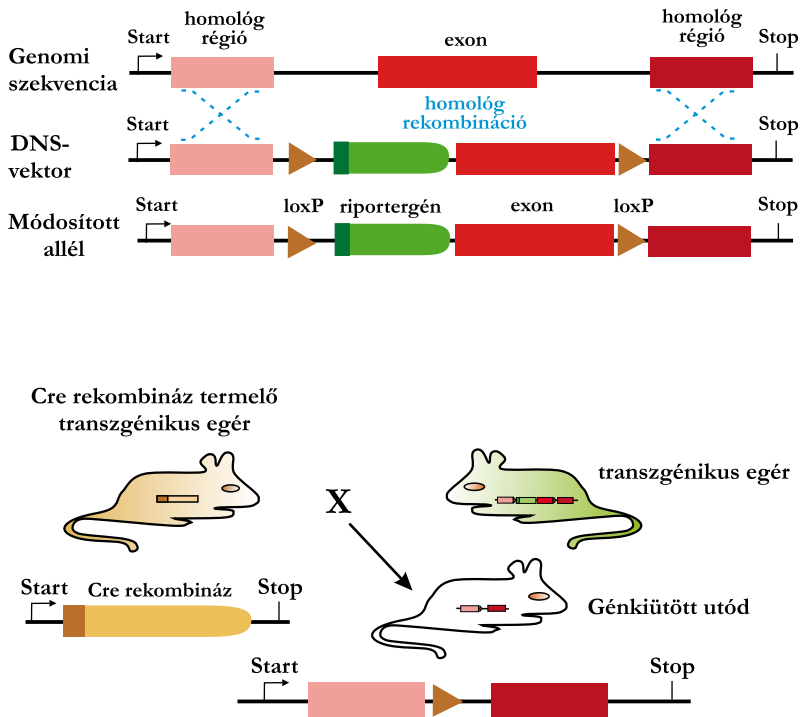 homológ
régió
homológ
régió
Start
exon
Stop
Genomi
szekvencia
homológ
rekombináció
Start
Stop
DNS-
vektor
Start
loxP
riportergén
exon
loxP
Stop
Módosított
allél
Cre rekombináz termelő
transzgénikus egér
X
transzgénikus egér
Start
Cre rekombináz
Stop
Génkiütött utód
Start
Stop